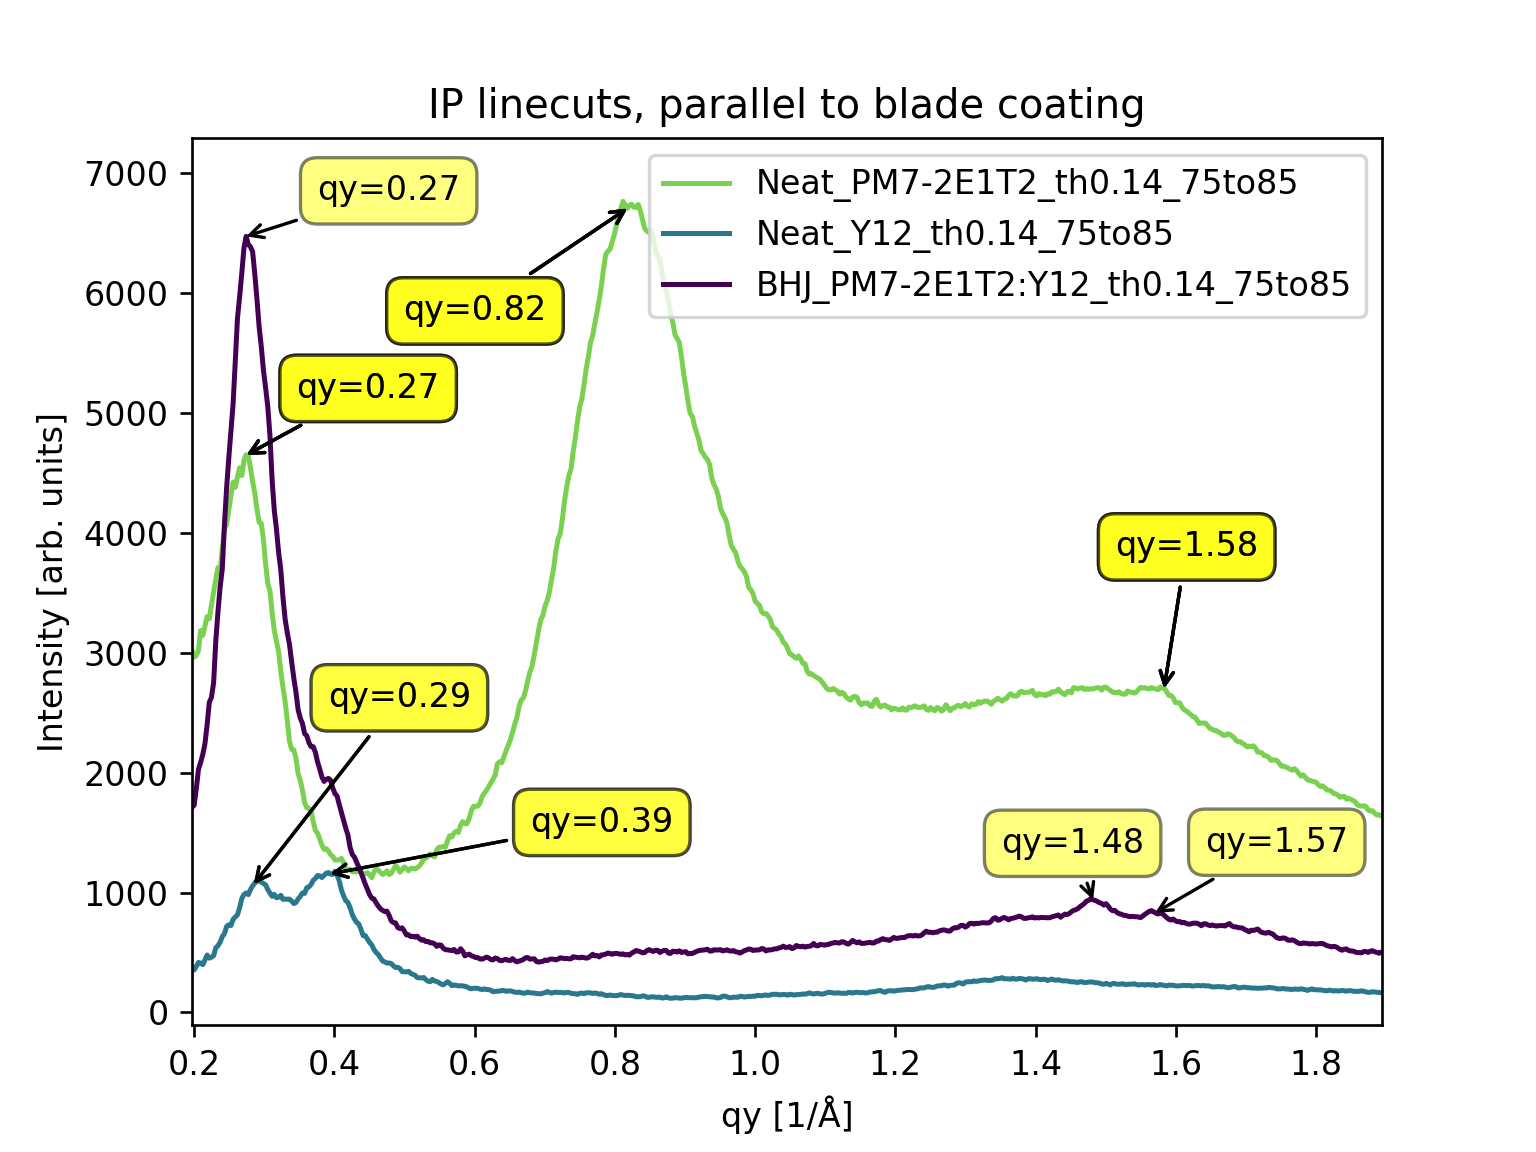 IP linecuts, parallel to blade coating
Neat_PM7-2E1T2_th0.14_75to85
Neat_Y12_th0.14_75to85
BHJ_PM7-2E1T2:Y12_th0.14_75to85
qy=0.27
qy=0.82
qy=0.27
qy=1.58
qy=0.29
qy=0.39
qy=1.48
qy=1.57
Intensity [arb. units]
7000
6000
5000
4000
3000
2000
1000
0
0.2
0.4
0.6
0.8
1.0
1.2
1.4
1.6
1.8
qy [1/Å]